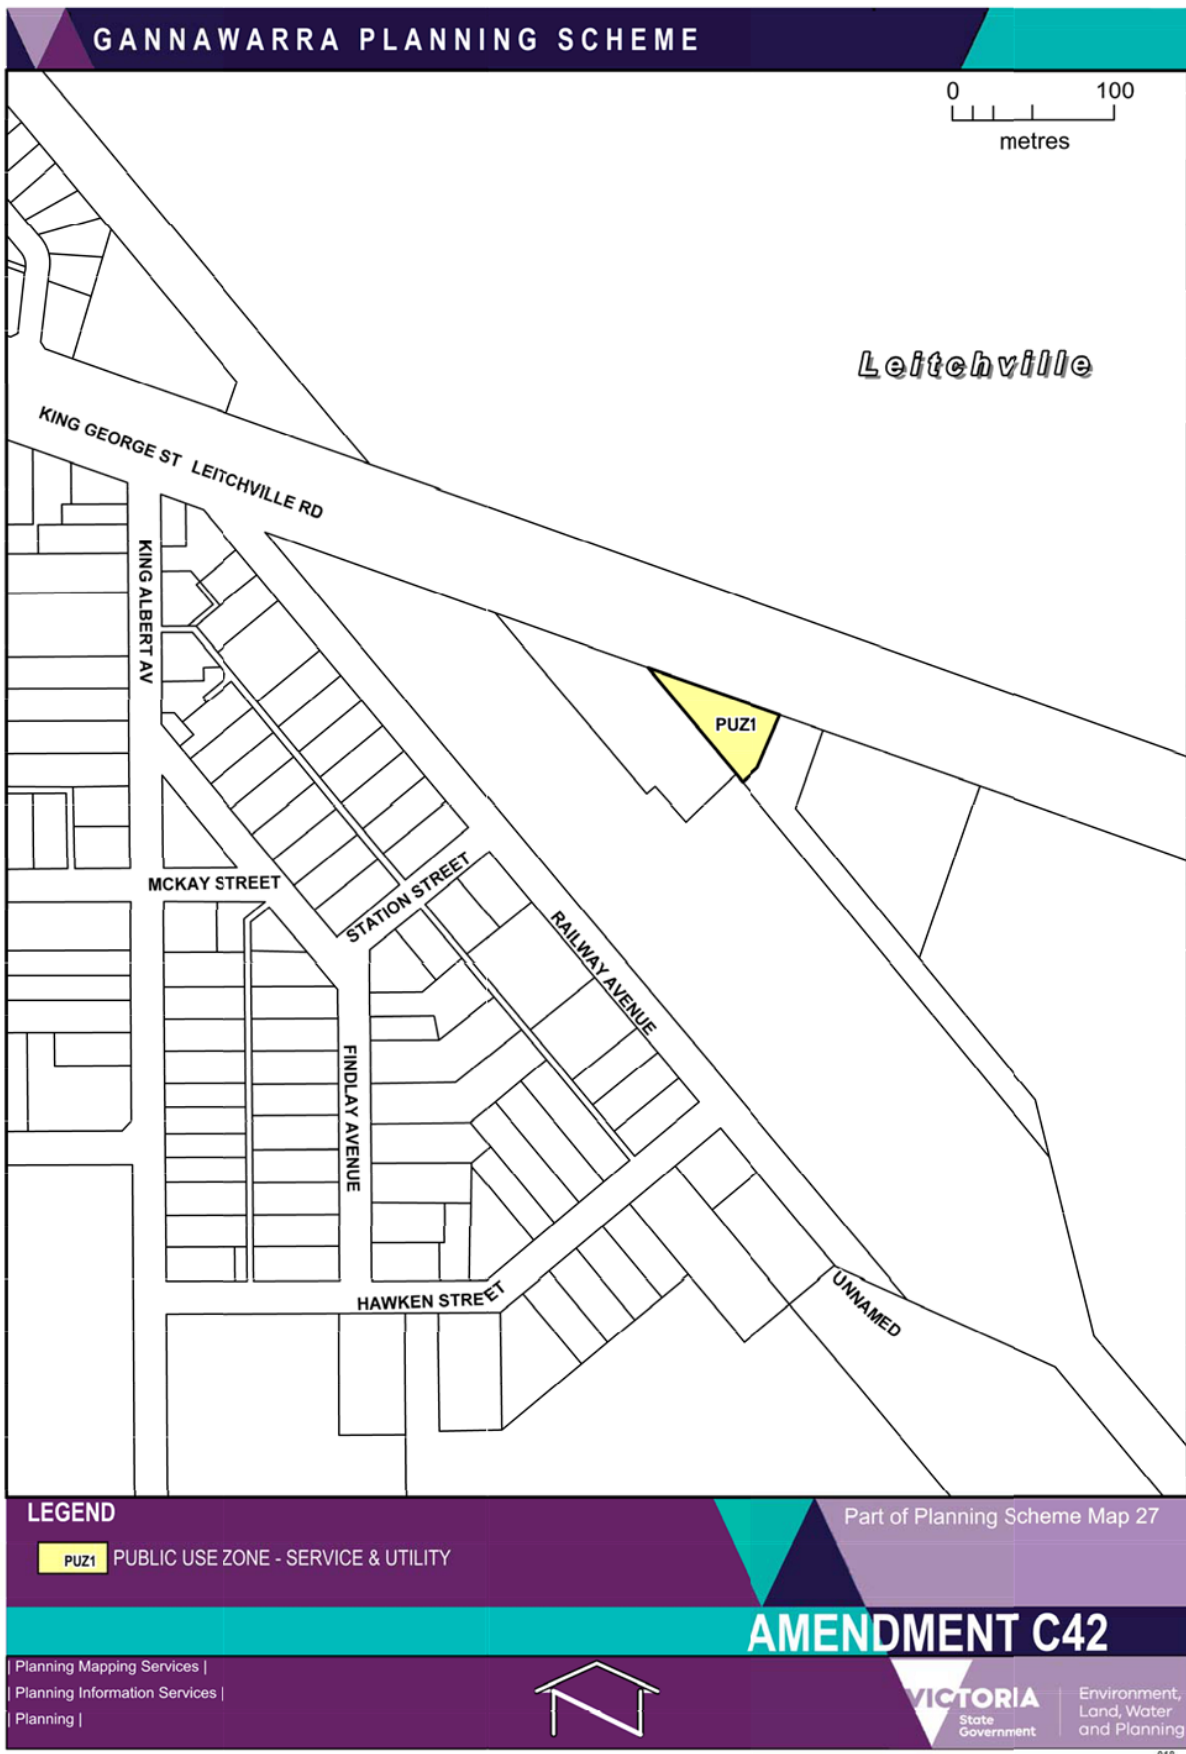 GANNAWARRA PLANNING SCHEME
0 100
metres
Leitchville
KING GEORGE ST LEITCHVILLE RD
KING ALBERT AV
PUZ1
MCKAY STREET
STATION STREET
RAILWAY AVENUE
FINDLAY AVENUE
HAWKEN STREET
UNNAMED
LEGEND
Part of Planning Scheme Map 27
PUZ1 PUBLIC USE ZONE - SERVICE & UTILITY
AMENDMENT C42
| Planning Mapping Services |
| Planning Information Services |
| Planning |
VICTORIA
State
Government
Environment,
Land, Water
and Planning